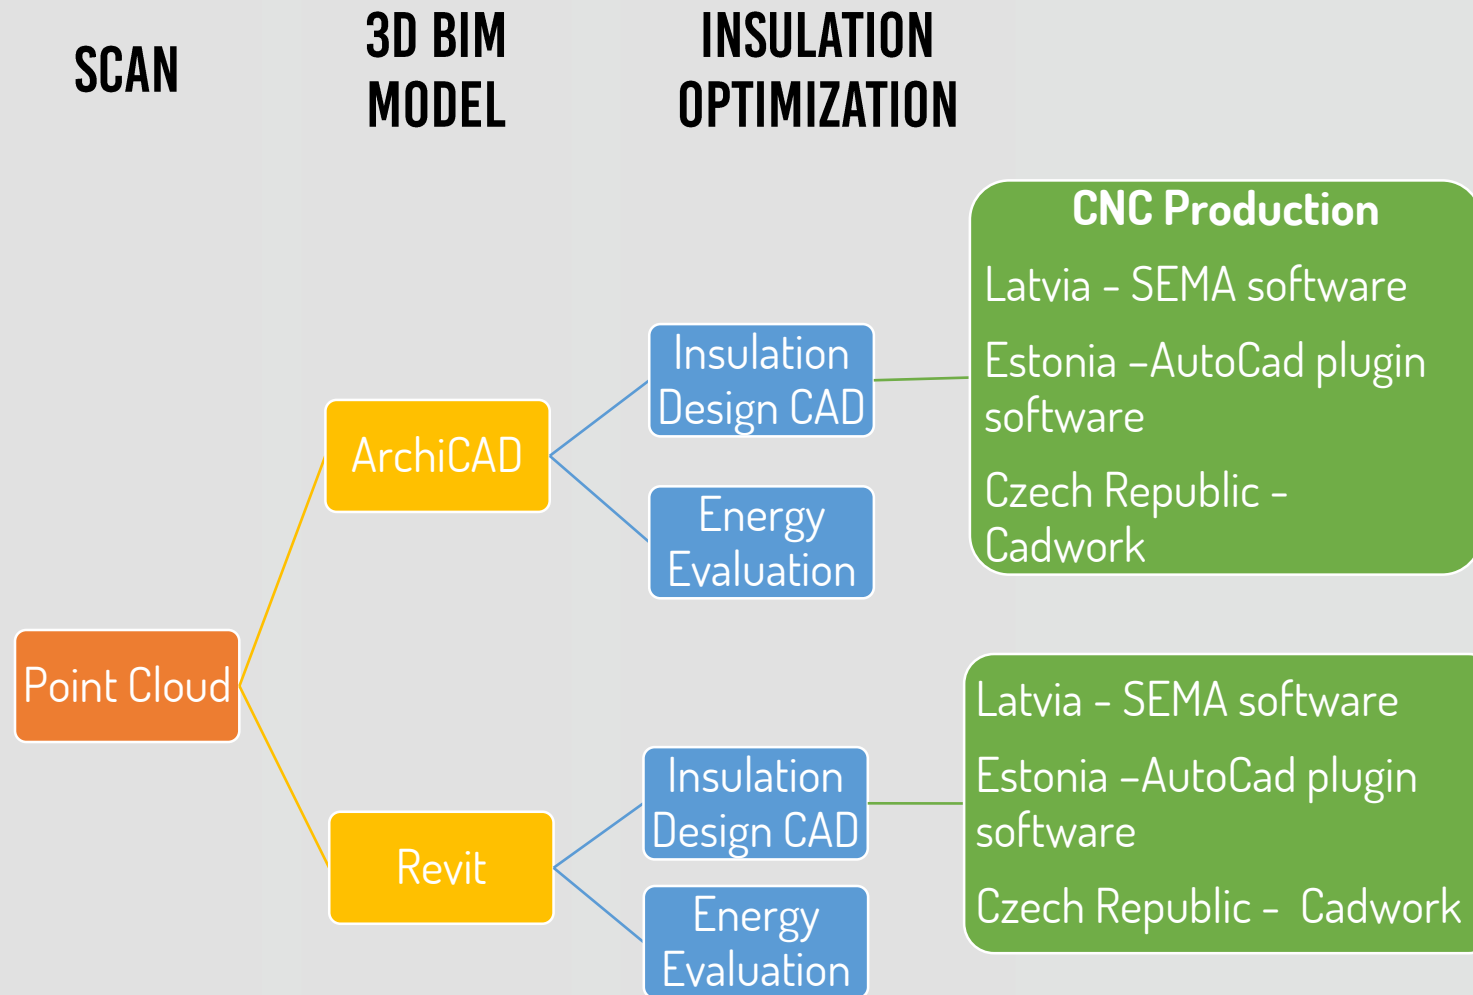 SCAN
3D BIM
MODEL
INSULATION
OPTIMIZATION
CNC Production
Latvia - SEMA software
Estonia –AutoCad plugin
software
Czech Republic -
Cadwork
Insulation
Design CAD
ArchiCAD
Energy
Evaluation
Point Cloud
Latvia - SEMA software
Estonia –AutoCad plugin
software
Czech Republic - Cadwork
Insulation
Design CAD
Revit
Energy
Evaluation